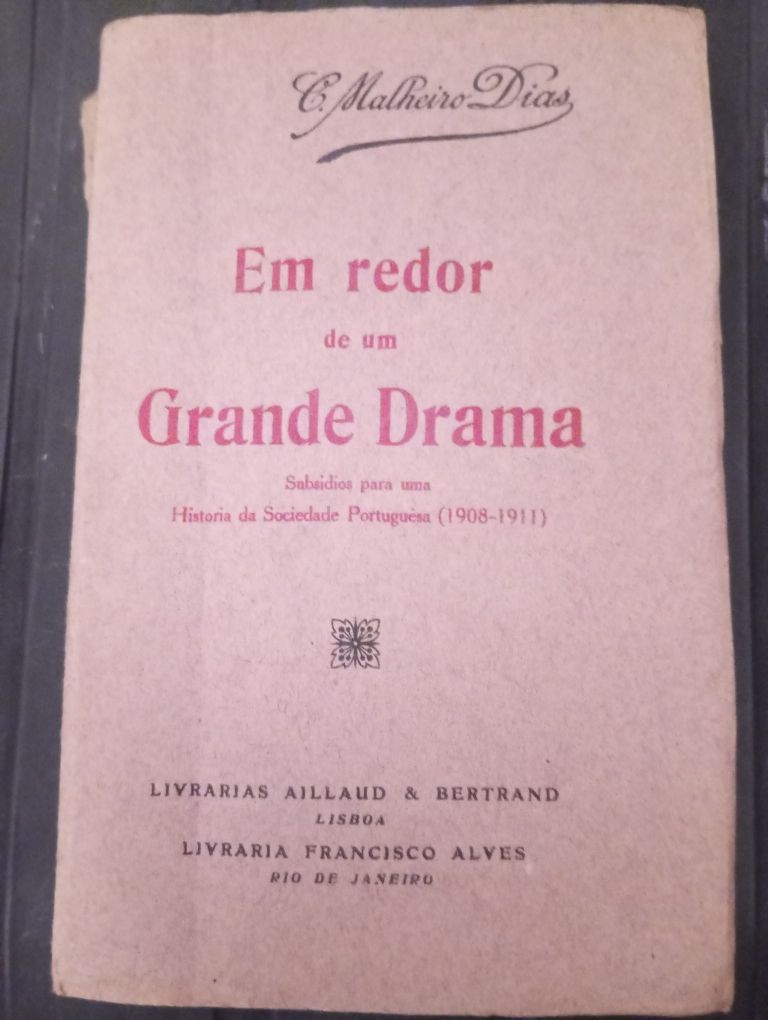 C. Malheiro Dias
Em redor
de um
Grande Drama
Subsidios para uma
Historia da Sociedade Portuguesa (1908-1911)
LIVRARIAS AILLAUD & BERTRAND
LISBOA
LIVRARIA FRANCISCO ALVES
RIO DE JANEIRO